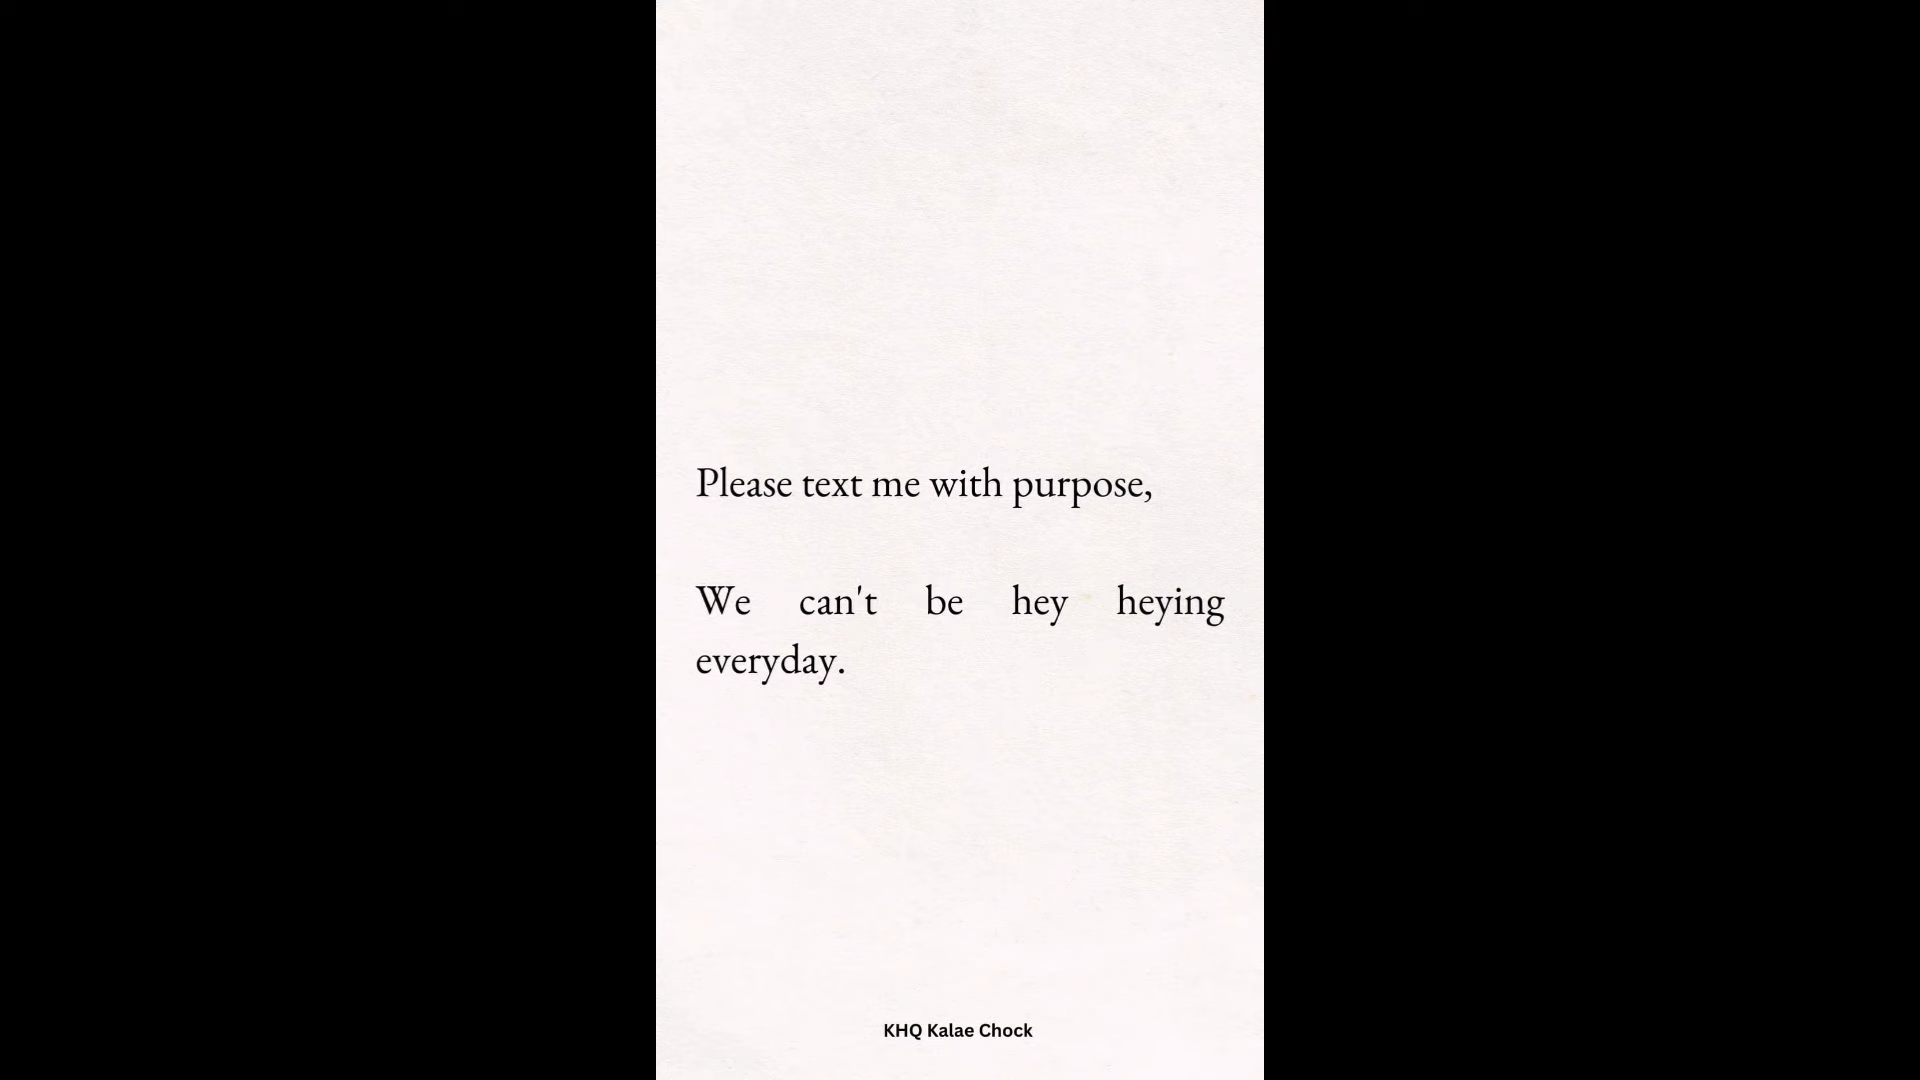 Please text me with purpose,
We can't be hey heying
everyday.
KHQ Kalae Chock